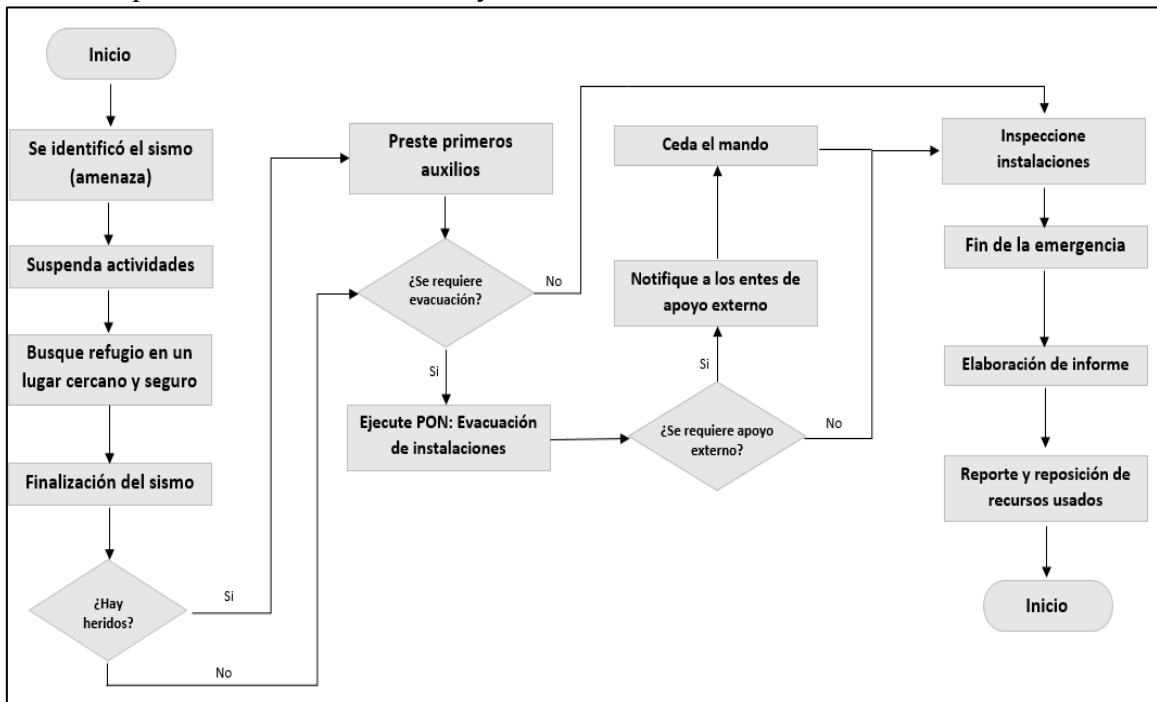 Inicio
Se identificó el sismo
(amenaza)
Suspenda actividades
Busque refugio en un
lugar cercano y seguro
Finalización del sismo
¿Hay
heridos?
Si
No
Preste primeros
auxilios
¿Se requiere
evacuación?
No
Si
Ejecute PON: Evacuación
de instalaciones
Ceda el mando
Notifique a los entes de
apoyo externo
Si
¿Se requiere apoyo
externo?
No
Inspeccione
instalaciones
Fin de la emergencia
Elaboración de informe
Reporte y reposición de
recursos usados
Inicio